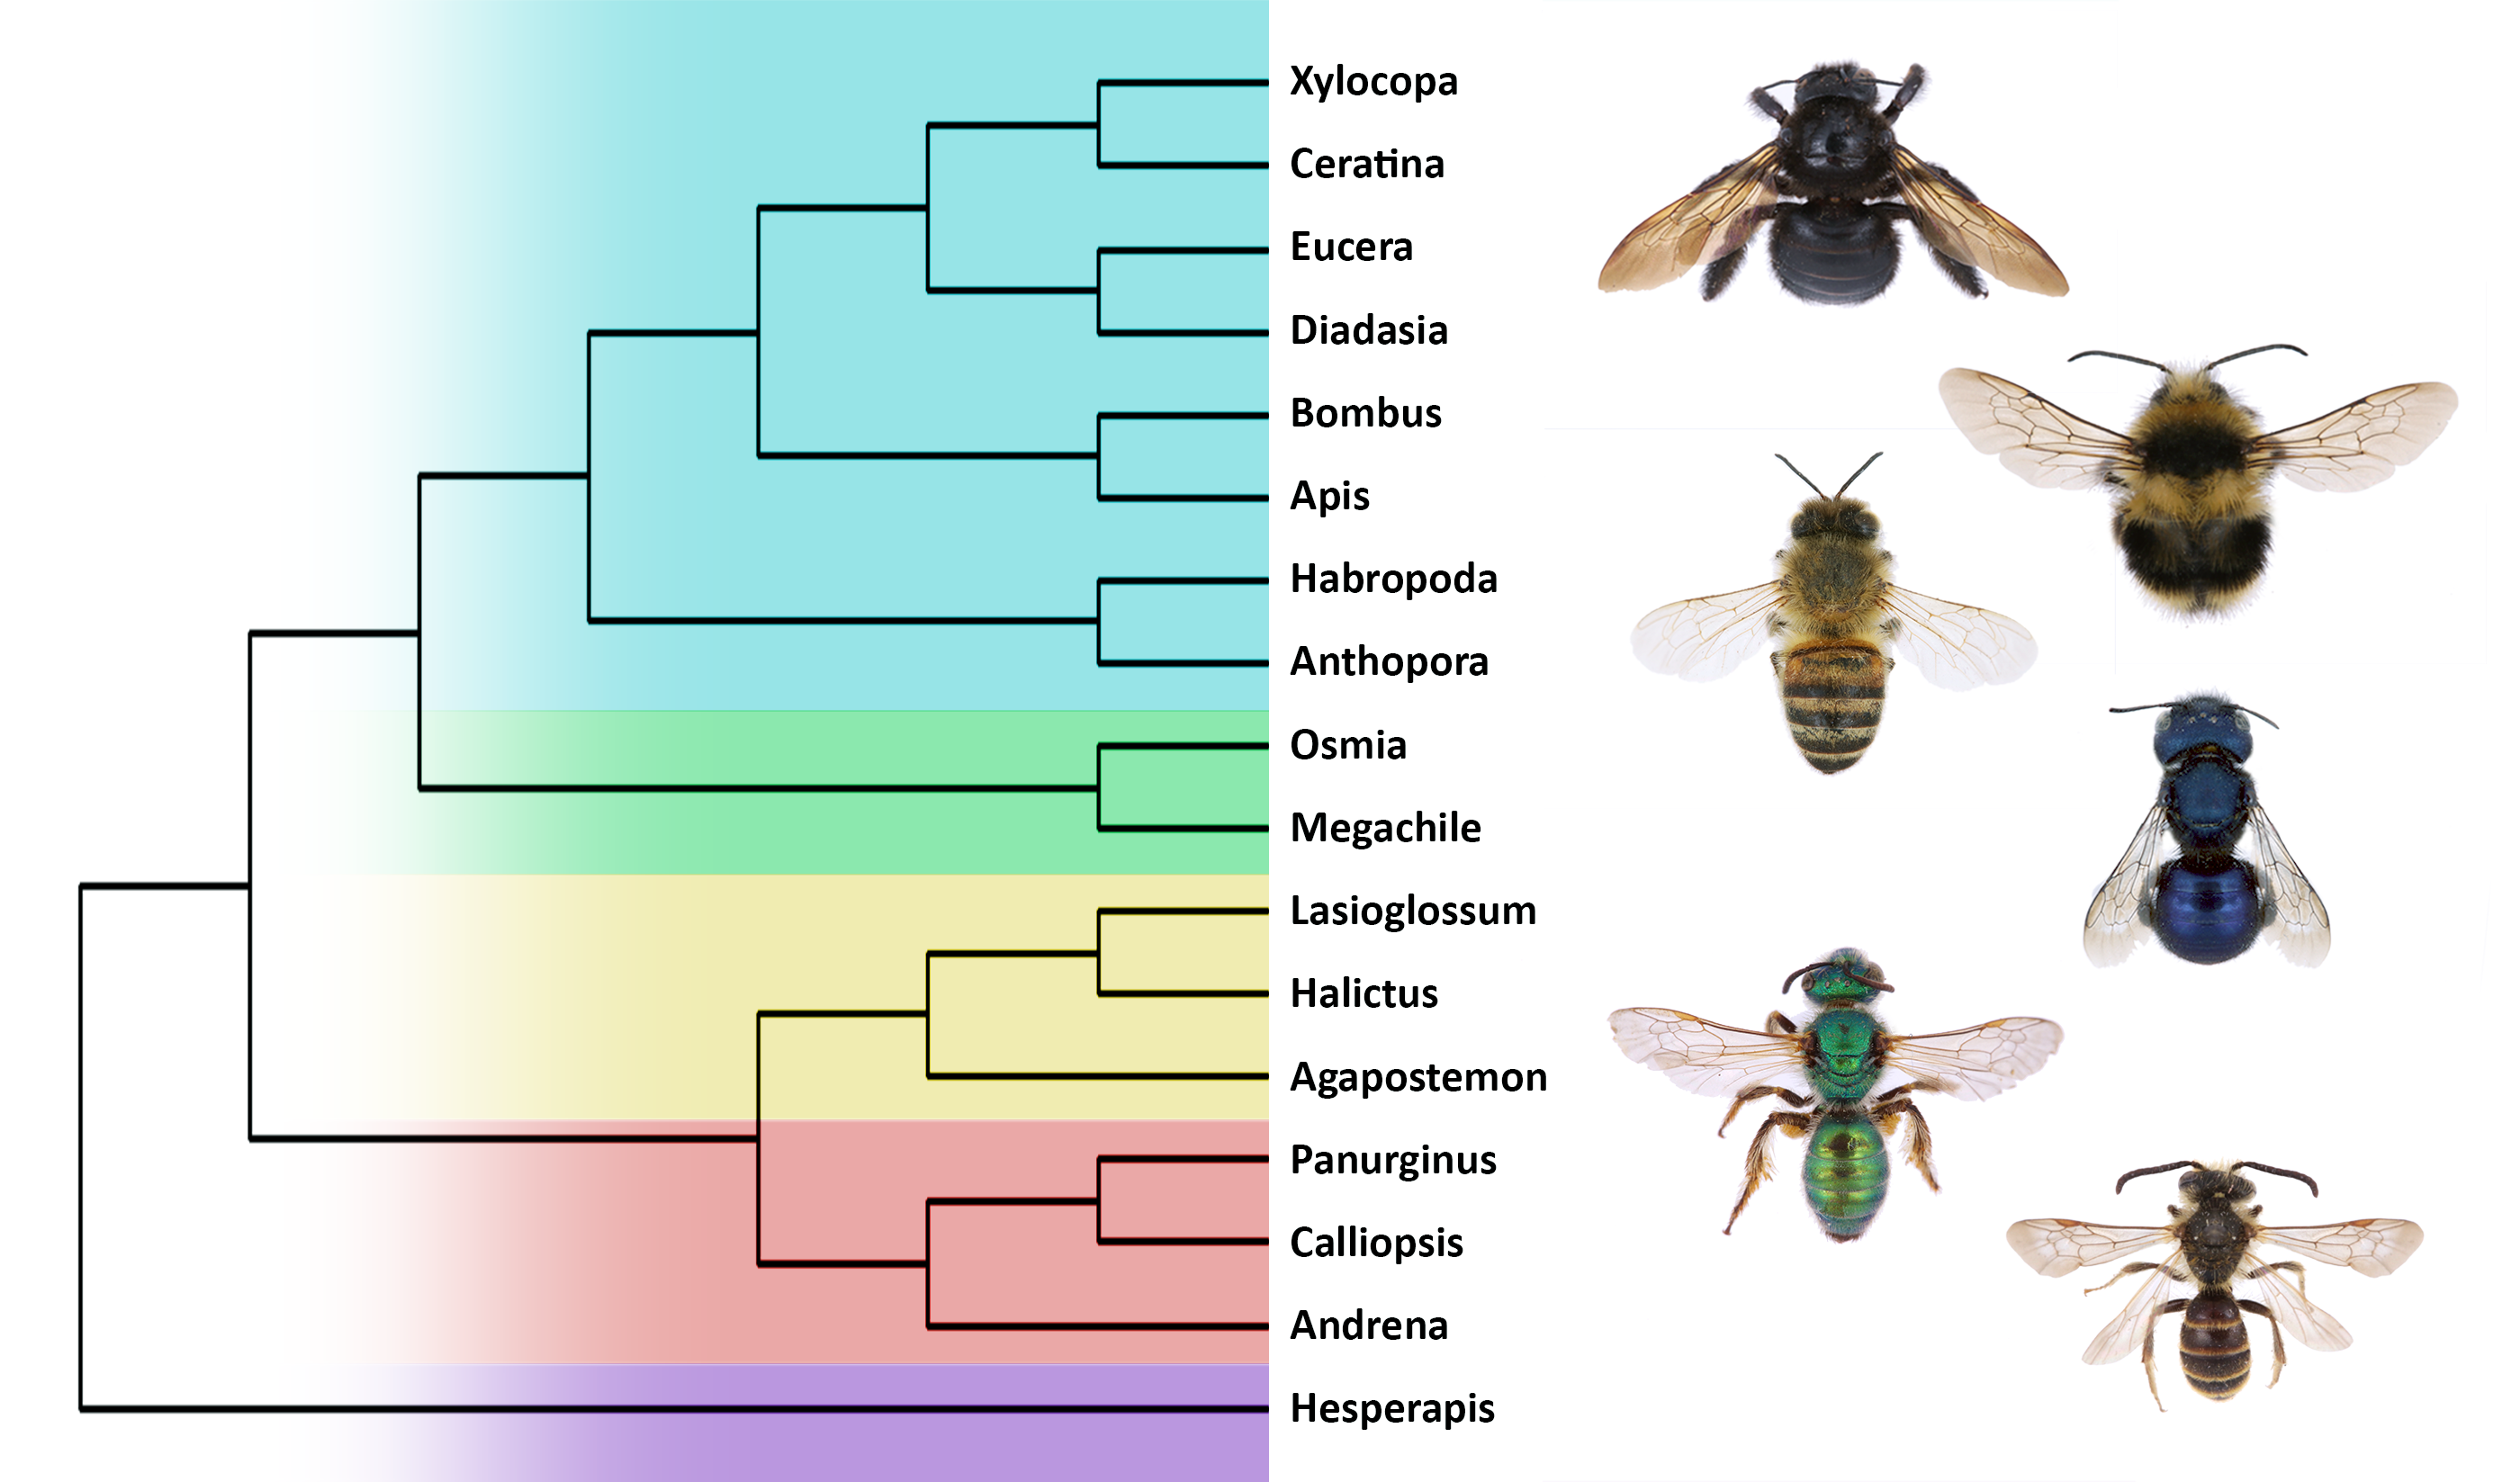 Xylocopa
Ceratina
Eucera
Diadasia
Bombus
Apis
Habropoda
Anthopora
Osmia
Megachile
Lasioglossum
Halictus
Agapostemon
Panurginus
Calliopsis
Andrena
Hesperapis